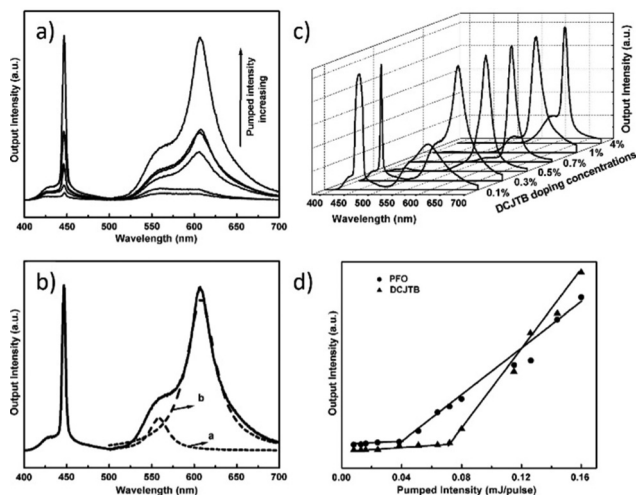 a)
Output Intensity (a.u.)
Pumped intensity
increasing
400 450 500 550 600 650 700
Wavelength (nm)
c)
Output Intensity (a.u.)
0.1% 0.3% 0.5% 0.7% 1% 4%
DCJTB doping concentrations
400 450 500 550 600 650 700
Wavelength (nm)
b)
Output Intensity (a.u.)
b
a
400 450 500 550 600 650 700
Wavelength (nm)
d)
PFO
DCJTB
Output Intensity (a.u.)
0.00 0.04 0.08 0.12 0.16
Pumped Intensity (mJ/pulse)